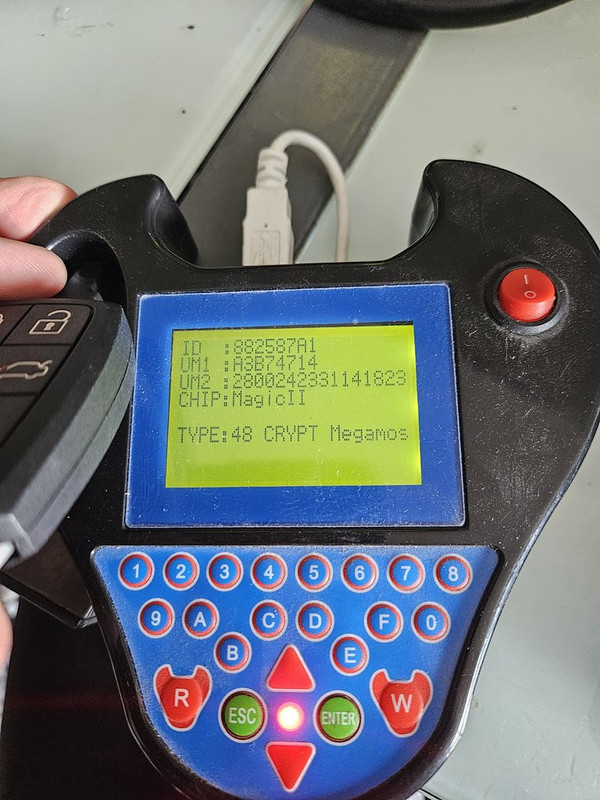 ID :882587A1
UM1 :A3B74714
UM2 :2800242331141823
CHIP:MagicII
TYPE:48 CRYPT Megamos
I
O
1 2 3 4 5 6 7 8
9 A C D F 0
B E
R ESC ENTER W